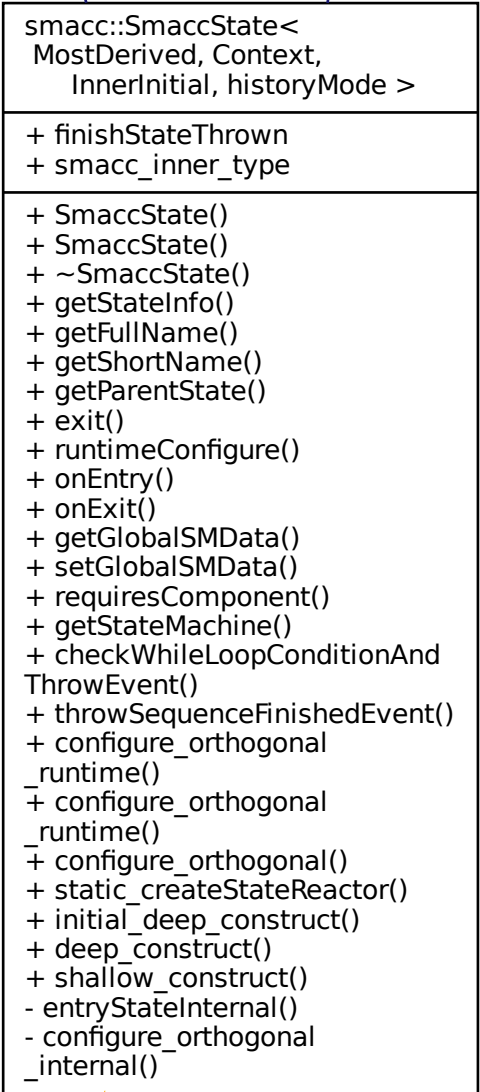 smacc::SmaccState<
MostDerived, Context,
InnerInitial, historyMode >
+ finishStateThrown
+ smacc_inner_type
+ SmaccState()
+ SmaccState()
+ ~SmaccState()
+ getStateInfo()
+ getFullName()
+ getShortName()
+ getParentState()
+ exit()
+ runtimeConfigure()
+ onEntry()
+ onExit()
+ getGlobalSMData()
+ setGlobalSMData()
+ requiresComponent()
+ getStateMachine()
+ checkWhileLoopConditionAnd
ThrowEvent()
+ throwSequenceFinishedEvent()
+ configure_orthogonal
_runtime()
+ configure_orthogonal
_runtime()
+ configure_orthogonal()
+ static_createStateReactor()
+ initial_deep_construct()
+ deep_construct()
+ shallow_construct()
- entryStateInternal()
- configure_orthogonal
_internal()